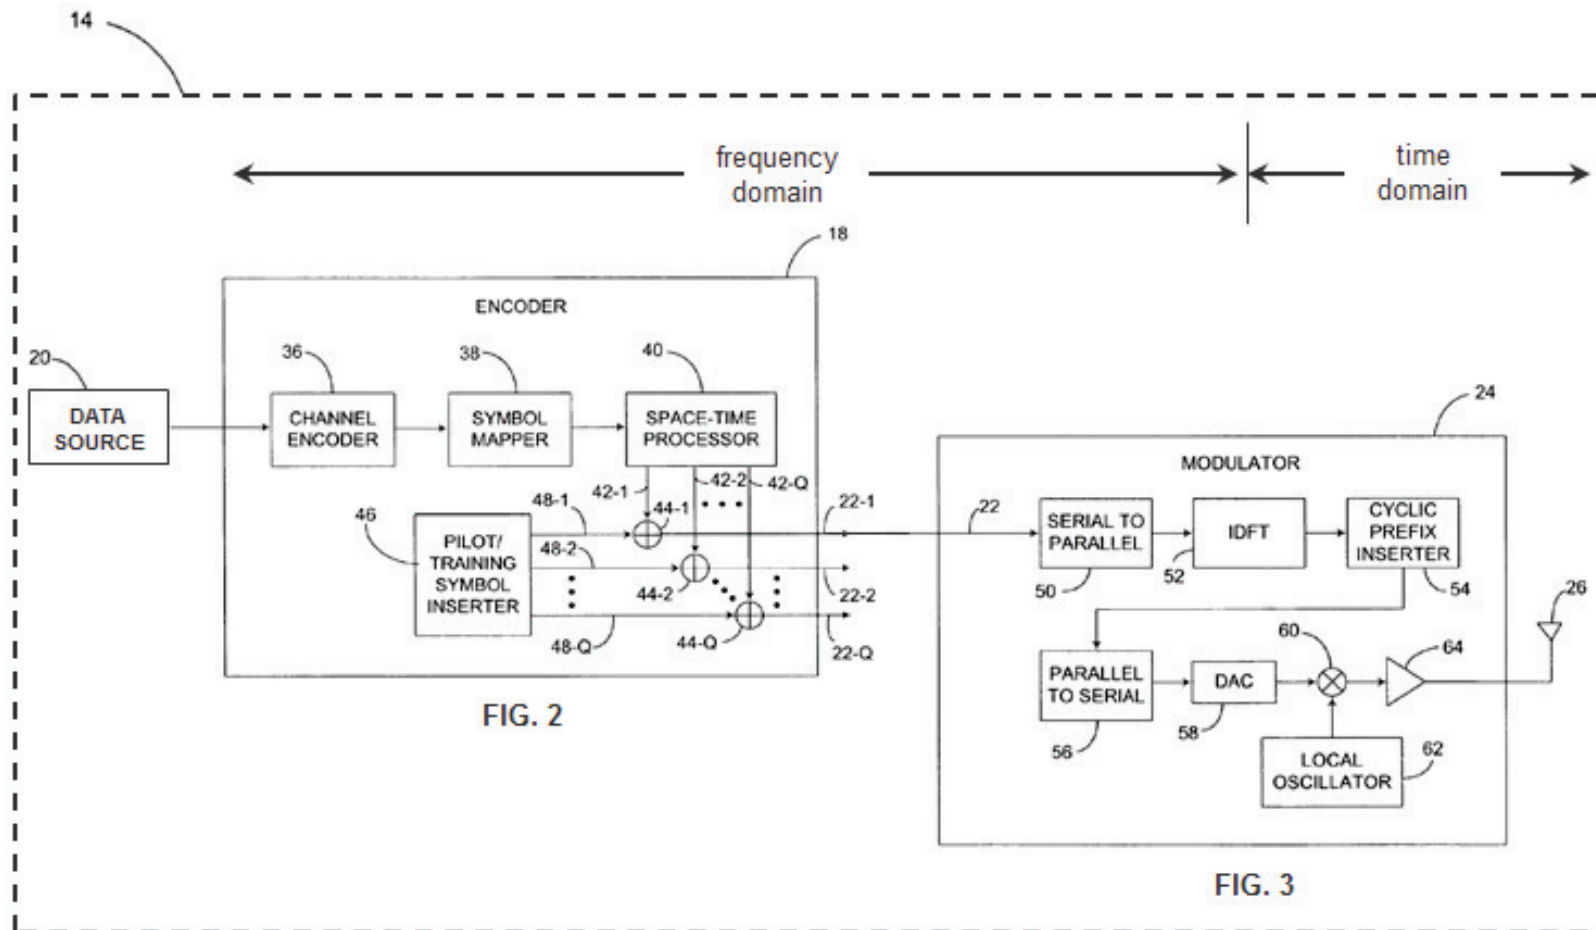 14
frequency
domain
time
domain
18
ENCODER
20
DATA
SOURCE
36
CHANNEL
ENCODER
38
SYMBOL
MAPPER
40
SPACE-TIME
PROCESSOR
42-1
42-2
42-Q
46
PILOT/
TRAINING
SYMBOL
INSERTER
48-1
44-1
48-2
44-2
48-Q
44-Q
22-1
22-2
22-Q
FIG. 2
22
24
MODULATOR
SERIAL TO
PARALLEL
50
IDFT
52
CYCLIC
PREFIX
INSERTER
54
26
PARALLEL
TO SERIAL
56
DAC
58
60
64
LOCAL
OSCILLATOR
62
FIG. 3